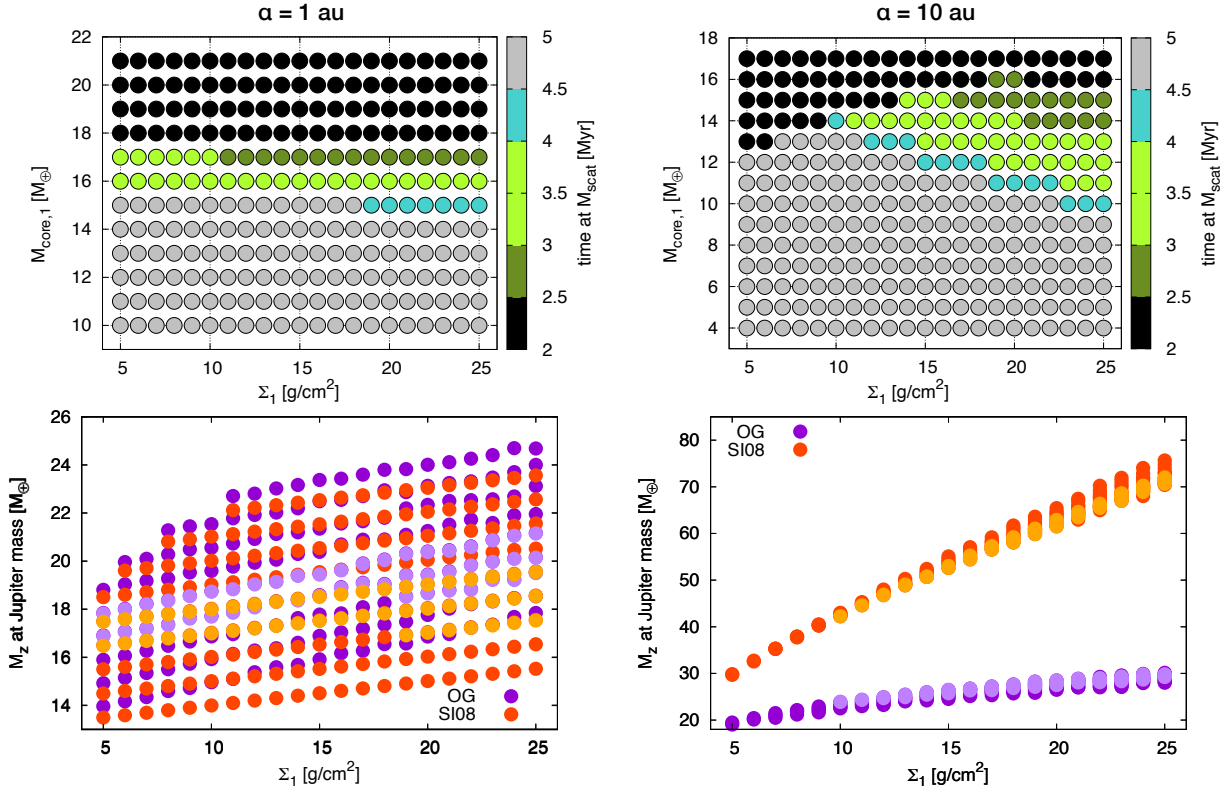 α = 1 au
22
20
18
16
14
12
10
M_core,1 [M⊕]
5 10 15 20 25
Σ₁ [g/cm²]
5
4.5
4
3.5
3
2.5
2
time at M_scat [Myr]
α = 10 au
18
16
14
12
10
8
6
4
M_core,1 [M⊕]
5 10 15 20 25
Σ₁ [g/cm²]
5
4.5
4
3.5
3
2.5
2
time at M_scat [Myr]
26
24
22
20
18
16
14
M_z at Jupiter mass [M⊕]
OG
SI08
5 10 15 20 25
Σ₁ [g/cm²]
80
70
60
50
40
30
20
M_z at Jupiter mass [M⊕]
OG
SI08
5 10 15 20 25
Σ₁ [g/cm²]